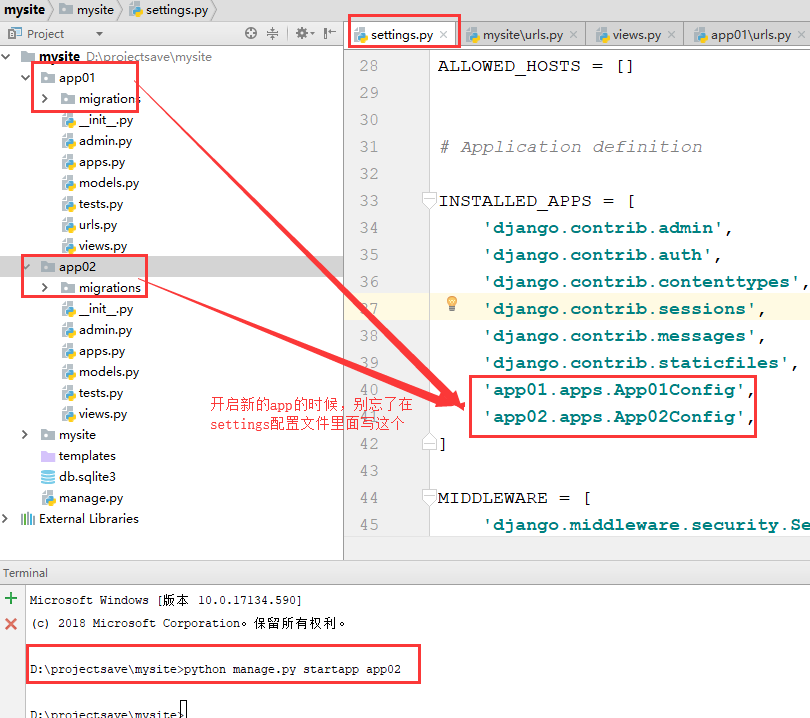 mysite mysite settings.py
Project
settings.py mysite\urls.py views.py app01\urls.py
mysite D:\projectsave\mysite
app01
migrations
__init__.py
admin.py
apps.py
models.py
tests.py
urls.py
views.py
app02
migrations
__init__.py
admin.py
apps.py
models.py
tests.py
views.py
mysite
templates
db.sqlite3
manage.py
External Libraries
28 ALLOWED_HOSTS = []
29
30
31 # Application definition
32
33 INSTALLED_APPS = [
34 'django.contrib.admin',
35 'django.contrib.auth',
36 'django.contrib.contenttypes',
37 'django.contrib.sessions',
38 'django.contrib.messages',
39 'django.contrib.staticfiles',
40 'app01.apps.App01Config',
'app02.apps.App02Config',
42 ]
43
44 MIDDLEWARE = [
45 'django.middleware.security.Se
开启新的app的时候，别忘了在
settings配置文件里面写这个
Terminal
Microsoft Windows [版本 10.0.17134.590]
(c) 2018 Microsoft Corporation。保留所有权利。
D:\projectsave\mysite>python manage.py startapp app02
D:\projectsave\mysite>